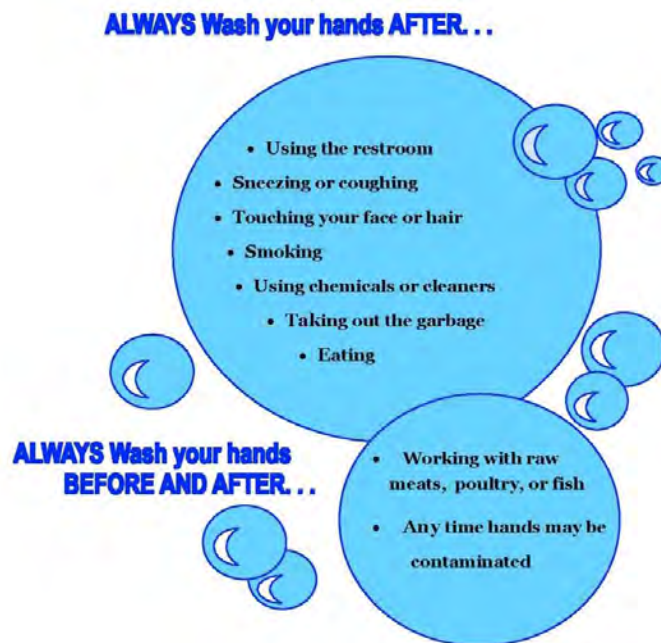 ALWAYS Wash your hands AFTER. . .
• Using the restroom
• Sneezing or coughing
• Touching your face or hair
• Smoking
• Using chemicals or cleaners
• Taking out the garbage
• Eating
ALWAYS Wash your hands
BEFORE AND AFTER. . .
• Working with raw
meats, poultry, or fish
• Any time hands may be
contaminated